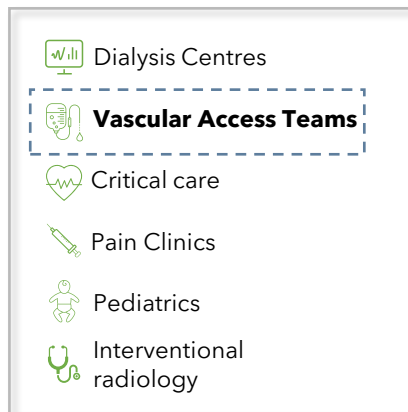 Dialysis Centres
Vascular Access Teams
Critical care
Pain Clinics
Pediatrics
Interventional
radiology